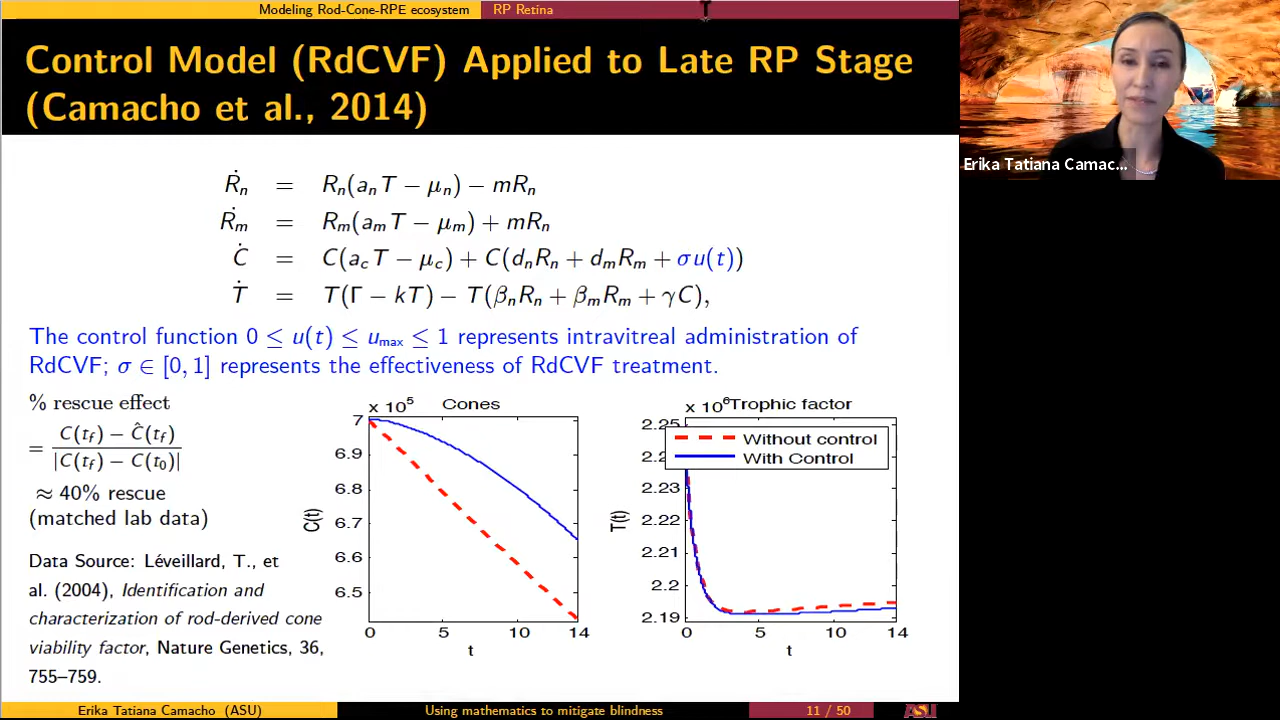 Modeling Rod-Cone-RPE ecosystem RP Retina
Control Model (RdCVF) Applied to Late RP Stage
(Camacho et al., 2014)
Ṙₙ = Rₙ(aₙT − μₙ) − mRₙ
Ṙₘ = Rₘ(aₘT − μₘ) + mRₙ
Ċ = C(a_cT − μ_c) + C(dₙRₙ + dₘRₘ + σu(t))
Ṫ = T(Γ − kT) − T(βₙRₙ + βₘRₘ + γC),
The control function 0 ≤ u(t) ≤ u_max ≤ 1 represents intravitreal administration of
RdCVF; σ ∈ [0, 1] represents the effectiveness of RdCVF treatment.
% rescue effect
= C(t_f) − Ĉ(t_f) / |C(t_f) − C(t₀)|
≈ 40% rescue
(matched lab data)
Data Source: Léveillard, T., et
al. (2004), Identification and
characterization of rod-derived cone
viability factor, Nature Genetics, 36,
755–759.
x 10⁵ Cones
7
6.9
6.8
6.7
6.6
6.5
C(t)
0 5 10 14
t
x 10⁶ Trophic factor
2.25
2.24
2.23
2.22
2.21
2.2
2.19
T(t)
Without control
With Control
0 5 10 14
t
Erika Tatiana Camacho (ASU) Using mathematics to mitigate blindness 11 / 50 ASU
Erika Tatiana Camac...